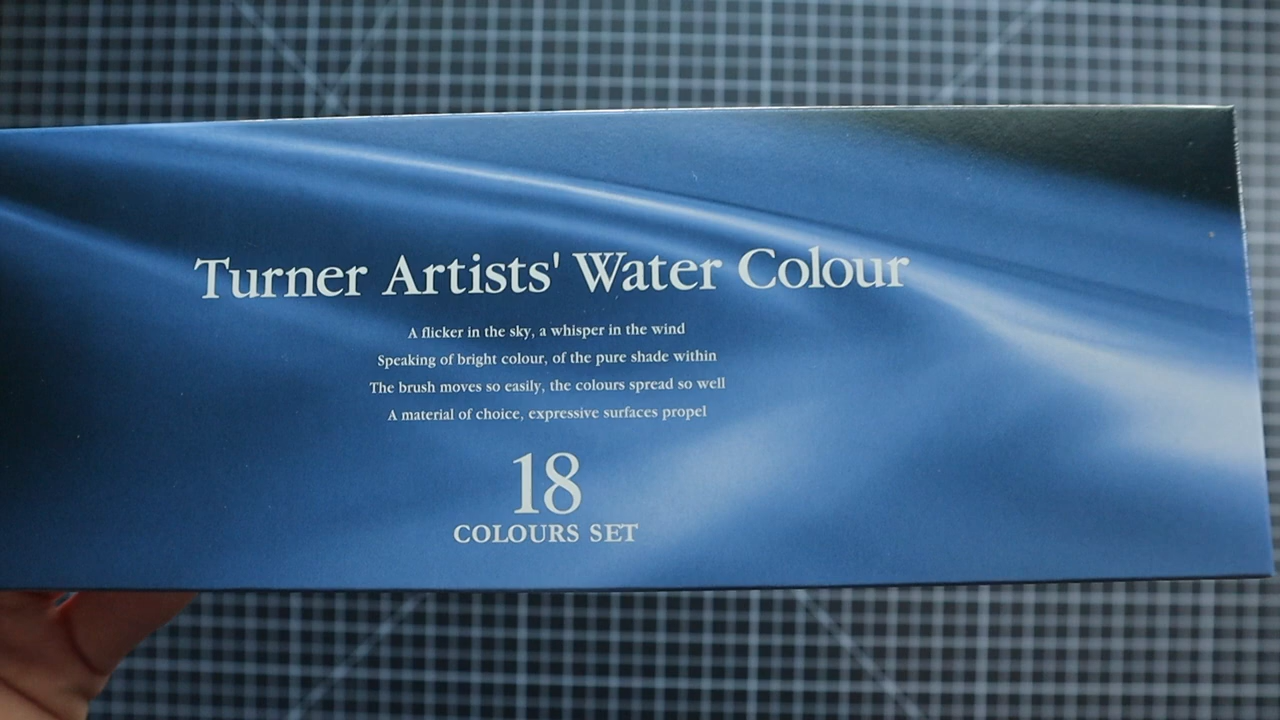 Turner Artists' Water Colour
A flicker in the sky, a whisper in the wind
Speaking of bright colour, of the pure shade within
The brush moves so easily, the colours spread so well
A material of choice, expressive surfaces propel
18
COLOURS SET